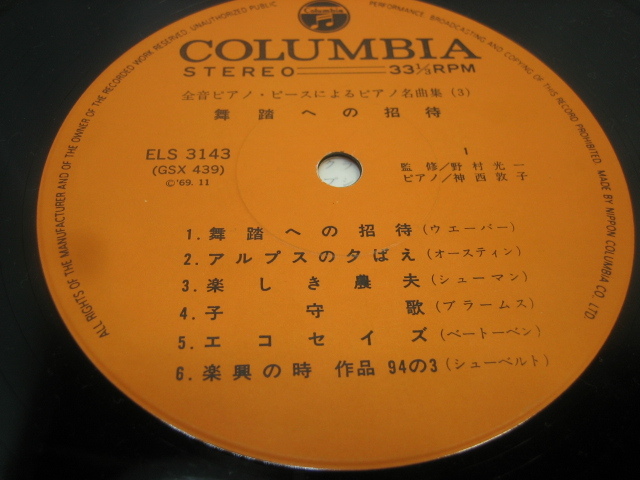 COLUMBIA
STEREO 33⅓RPM
全音ピアノ・ピースによるピアノ名曲集 (3)
舞踏への招待
ELS 3143
(GSX 439)
©'69. 11
1
監修/野村光一
ピアノ/神西敦子
1. 舞踏への招待 (ウエーバー)
2. アルプスの夕ばえ (オースティン)
3. 楽しき農夫 (シューマン)
4. 子守歌 (ブラームス)
5. エコセイズ (ベートーベン)
6. 楽興の時 作品 94の3 (シューベルト)
ALL RIGHTS OF THE MANUFACTURER AND OF THE OWNER OF THE RECORDED WORK RESERVED. UNAUTHORIZED PUBLIC PERFORMANCE, BROADCASTING AND COPYING OF THIS RECORD PROHIBITED. MADE BY NIPPON COLUMBIA CO., LTD.